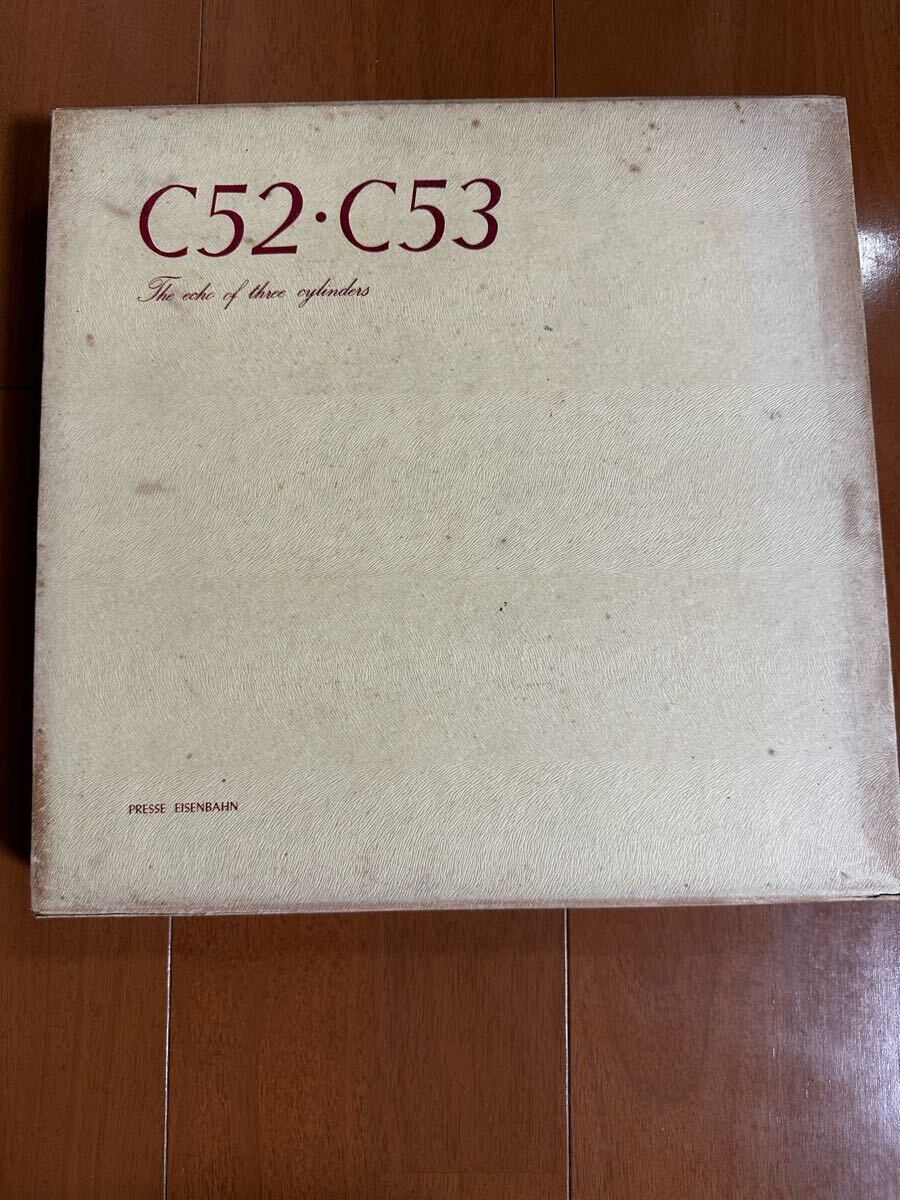 C52·C53
The echo of three cylinders
PRESSE EISENBAHN